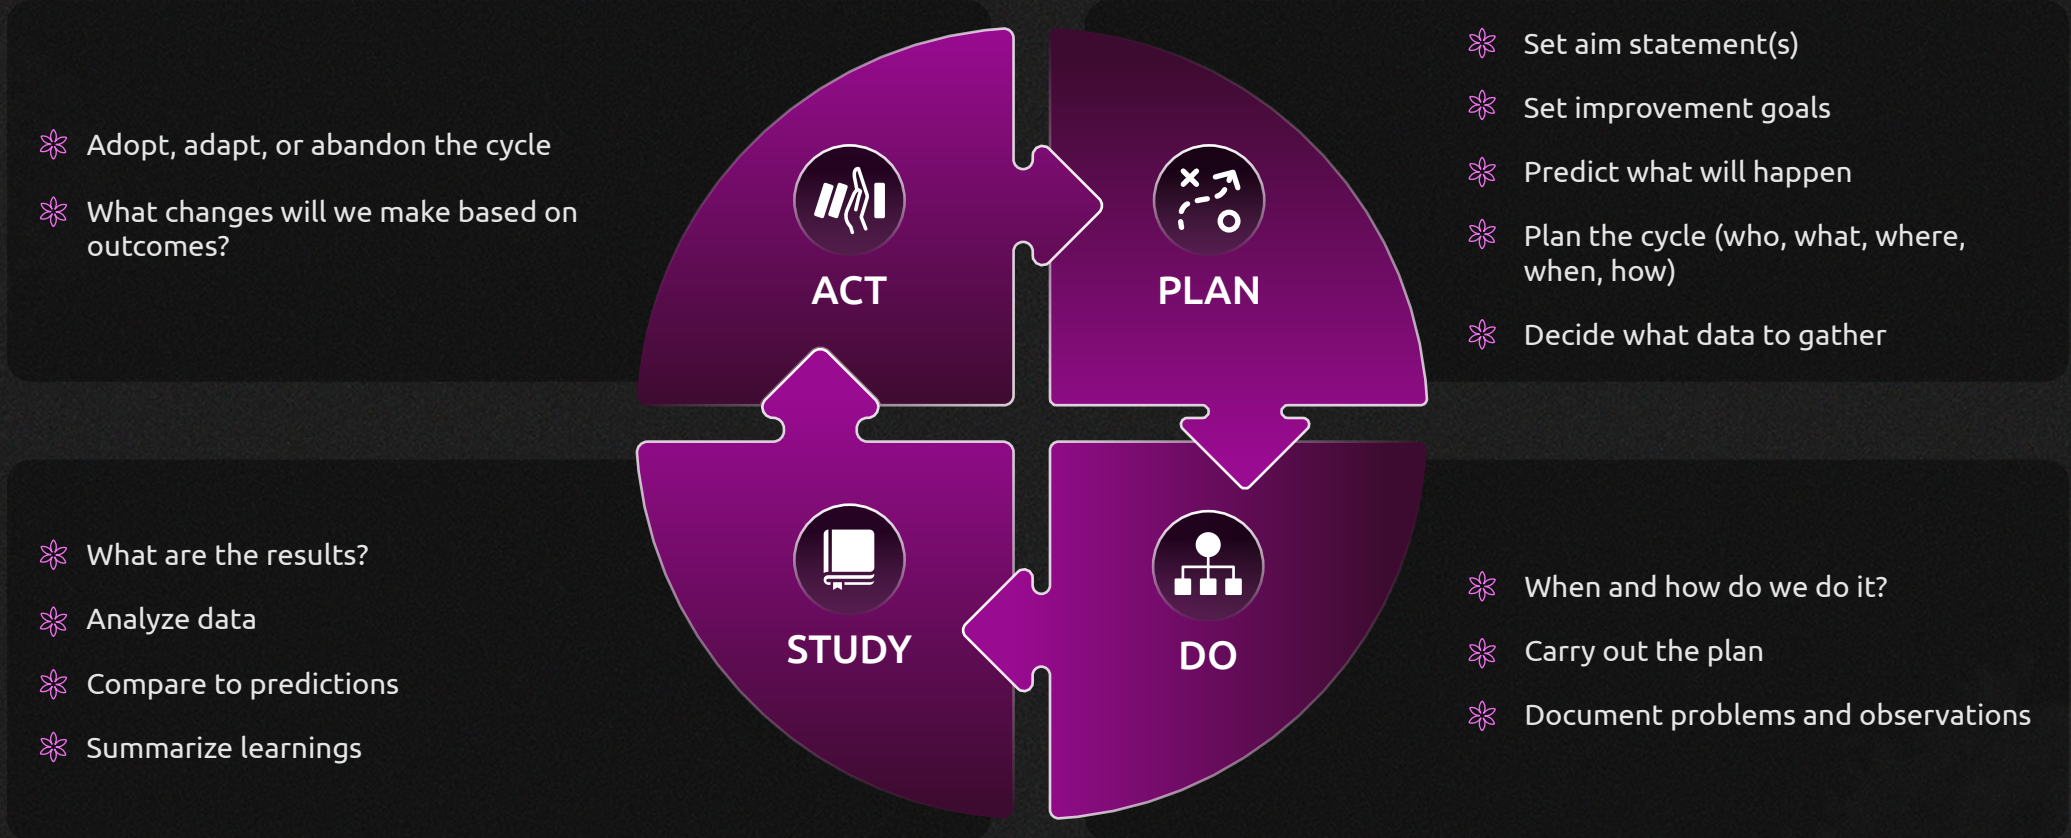 Adopt, adapt, or abandon the cycle
What changes will we make based on
outcomes?
ACT
PLAN
Set aim statement(s)
Set improvement goals
Predict what will happen
Plan the cycle (who, what, where,
when, how)
Decide what data to gather
What are the results?
Analyze data
Compare to predictions
Summarize learnings
STUDY
DO
When and how do we do it?
Carry out the plan
Document problems and observations